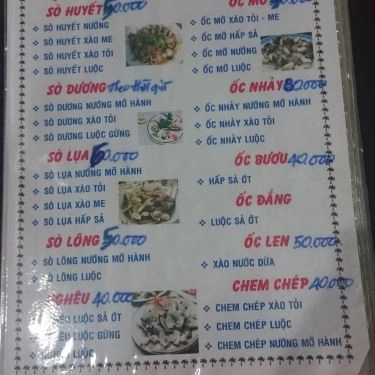 SÒ HUYẾT 50.000
SÒ HUYẾT NƯỚNG
SÒ HUYẾT XÀO ME
SÒ HUYẾT XÀO TỎI
SÒ HUYẾT LUỘC
SÒ DƯƠNG theo thời giá
SÒ DƯƠNG NƯỚNG MỠ HÀNH
SÒ DƯƠNG XÀO TỎI
SÒ DƯƠNG LUỘC GỪNG
SÒ LỤA 50.000
SÒ LỤA NƯỚNG MỠ HÀNH
SÒ LỤA XÀO TỎI
SÒ LỤA XÀO ME
SÒ LỤA HẤP SẢ
SÒ LÔNG 50.000
SÒ LÔNG NƯỚNG MỠ HÀNH
SÒ LÔNG LUỘC
NGHÊU 40.000
LUỘC SẢ ỚT
LUỘC GỪNG
LUỘC
ỐC MỠ
ỐC MỠ XÀO TỎI - ME
ỐC MỠ HẤP SẢ
ỐC MỠ NƯỚNG
ỐC MỠ LUỘC
ỐC NHẢY 80.000
ỐC NHẢY NƯỚNG MỠ HÀNH
ỐC NHẢY XÀO TỎI
ỐC NHẢY LUỘC
ỐC BƯƠU 40.000
HẤP SẢ ỚT
ỐC ĐẮNG
LUỘC SẢ ỚT
ỐC LEN 50.000
XÀO NƯỚC DỪA
CHEM CHÉP 40.000
CHEM CHÉP XÀO TỎI
CHEM CHÉP LUỘC
CHEM CHÉP NƯỚNG MỠ HÀNH